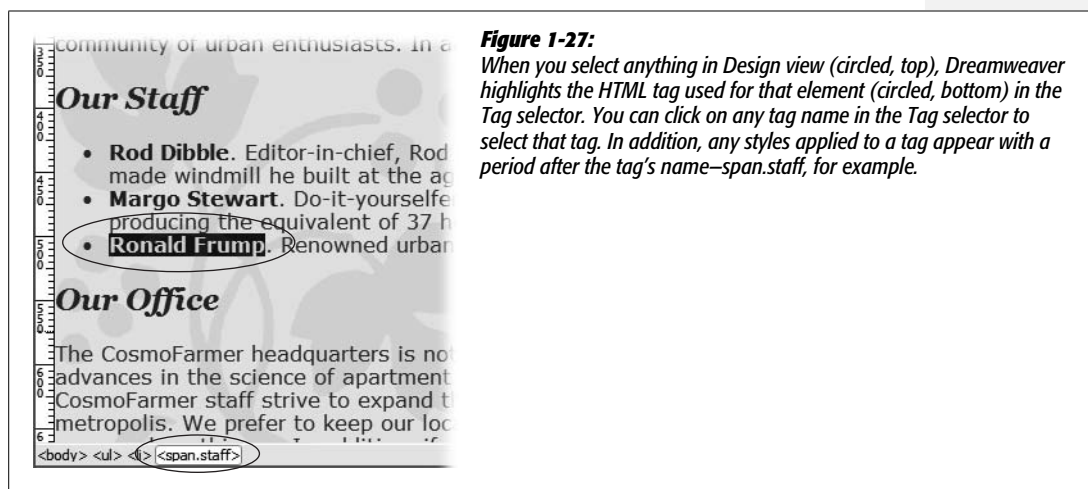 community of urban enthusiasts. In a
Our Staff
• Rod Dibble. Editor-in-chief, Rod
made windmill he built at the ag
• Margo Stewart. Do-it-yourselfe
producing the equivalent of 37 h
• Ronald Frump. Renowned urban
Our Office
The CosmoFarmer headquarters is not
advances in the science of apartment
CosmoFarmer staff strive to expand t
metropolis. We prefer to keep our loc
<body> <ul> <li> <span.staff>
Figure 1-27:
When you select anything in Design view (circled, top), Dreamweaver
highlights the HTML tag used for that element (circled, bottom) in the
Tag selector. You can click on any tag name in the Tag selector to
select that tag. In addition, any styles applied to a tag appear with a
period after the tag's name—span.staff, for example.